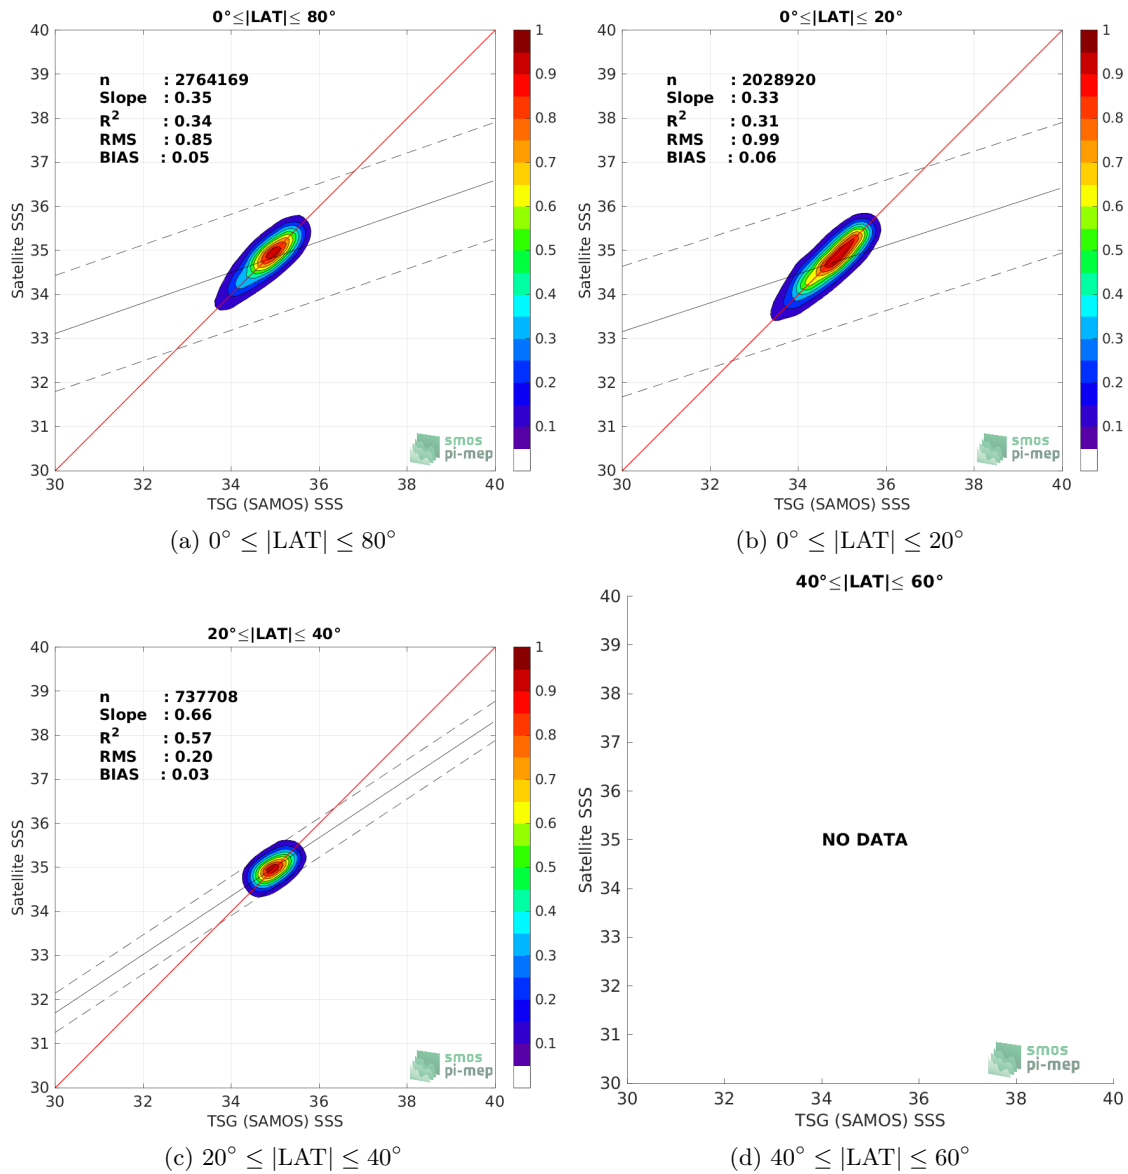 0°≤|LAT|≤ 80°
40
39
38
37
36
35
34
33
32
31
30
Satellite SSS
n : 2764169
Slope : 0.35
R² : 0.34
RMS : 0.85
BIAS : 0.05
smos
pi-mep
30 32 34 36 38 40
TSG (SAMOS) SSS
1
0.9
0.8
0.7
0.6
0.5
0.4
0.3
0.2
0.1
(a) 0° ≤ |LAT| ≤ 80°
0°≤|LAT|≤ 20°
40
39
38
37
36
35
34
33
32
31
30
Satellite SSS
n : 2028920
Slope : 0.33
R² : 0.31
RMS : 0.99
BIAS : 0.06
smos
pi-mep
30 32 34 36 38 40
TSG (SAMOS) SSS
1
0.9
0.8
0.7
0.6
0.5
0.4
0.3
0.2
0.1
(b) 0° ≤ |LAT| ≤ 20°
20°≤|LAT|≤ 40°
40
39
38
37
36
35
34
33
32
31
30
Satellite SSS
n : 737708
Slope : 0.66
R² : 0.57
RMS : 0.20
BIAS : 0.03
smos
pi-mep
30 32 34 36 38 40
TSG (SAMOS) SSS
1
0.9
0.8
0.7
0.6
0.5
0.4
0.3
0.2
0.1
(c) 20° ≤ |LAT| ≤ 40°
40°≤|LAT|≤ 60°
40
39
38
37
36
35
34
33
32
31
30
Satellite SSS
NO DATA
smos
pi-mep
30 32 34 36 38 40
TSG (SAMOS) SSS
(d) 40° ≤ |LAT| ≤ 60°